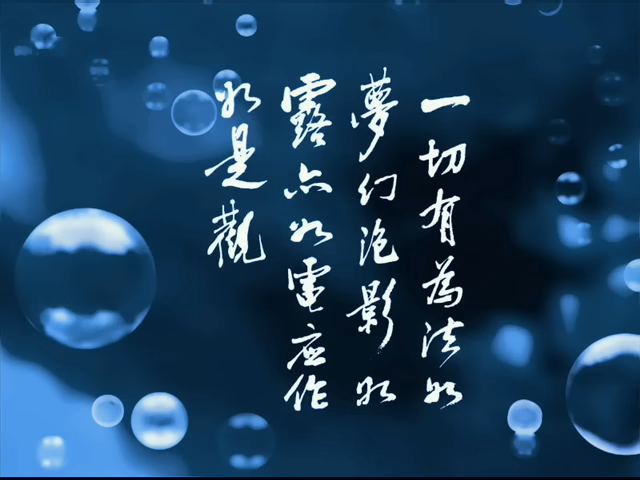 一切有為法如
夢幻泡影如
露亦如電应作
如是觀